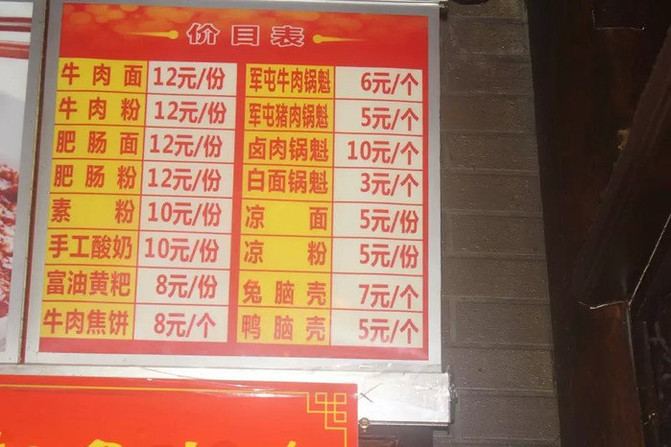 价目表
牛肉面 12元/份
牛肉粉 12元/份
肥肠面 12元/份
肥肠粉 12元/份
素粉 10元/份
手工酸奶 10元/份
富油黄粑 8元/份
牛肉焦饼 8元/个
军屯牛肉锅魁 6元/个
军屯猪肉锅魁 5元/个
卤肉锅魁 10元/个
白面锅魁 3元/个
凉面 5元/份
凉粉 5元/份
兔脑壳 7元/个
鸭脑壳 5元/个